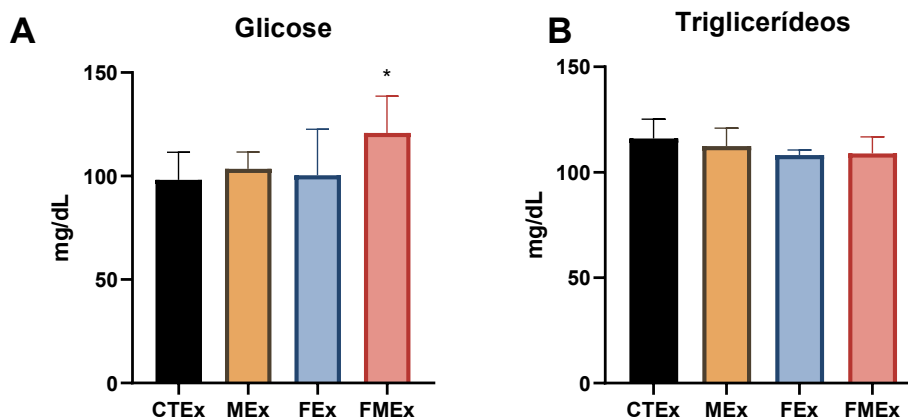 A
Glicose
mg/dL
150
*
100
50
0
CTEx MEx FEx FMEx
B
Triglicerídeos
mg/dL
150
100
50
0
CTEx MEx FEx FMEx